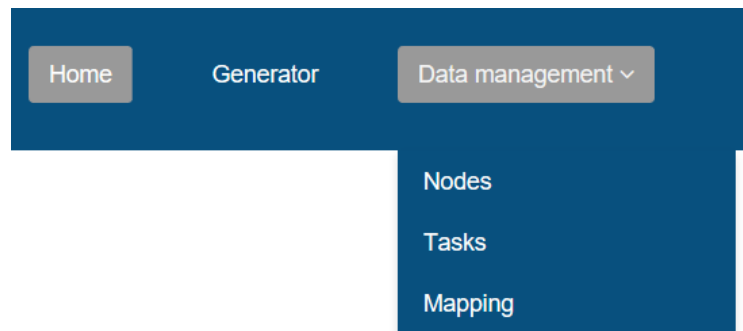 Home Generator Data management
Nodes
Tasks
Mapping